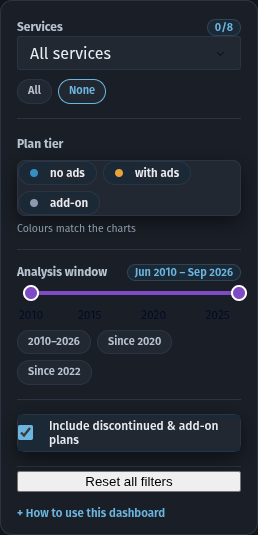 Services 0/8
All services
All None
Plan tier
no ads with ads
add-on
Colours match the charts
Analysis window Jun 2010 – Sep 2026
2010 2015 2020 2025
2010–2026 Since 2020
Since 2022
Include discontinued & add-on
plans
Reset all filters
+ How to use this dashboard